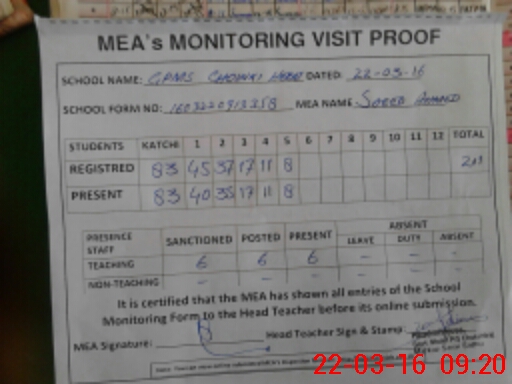 MEA's MONITORING VISIT PROOF
SCHOOL NAME: GPMS CHOWKI DATED: 22-03-16
SCHOOL FORM NO: MEA NAME
STUDENTS KATCHI 1 2 3 4 5 6 7 8 9 10 11 12 TOTAL
REGISTRED 83 45 37 17 11 8 201
PRESENT 83 40 35 17 11 8
PRESENCE STAFF SANCTIONED POSTED PRESENT ABSENT
LEAVE DUTY ABSENT
TEACHING 6 6 6 - - -
NON-TEACHING - - - - - -
It is certified that the MEA has shown all entries of the School
Monitoring Form to the Head Teacher before its online submission.
MEA Signature: Head Teacher Sign & Stamp:
22-03-16 09:20